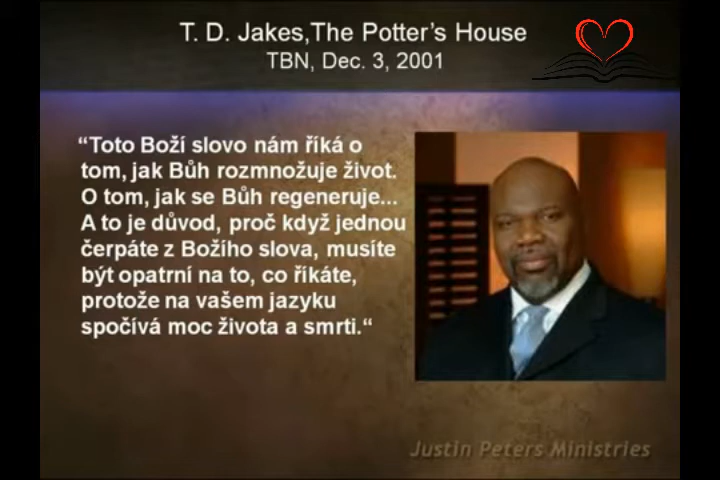 T. D. Jakes,The Potter’s House
TBN, Dec. 3, 2001
“Toto Boží slovo nám říká o
tom, jak Bůh rozmnožuje život.
O tom, jak se Bůh regeneruje...
A to je důvod, proč když jednou
čerpáte z Božího slova, musíte
být opatrní na to, co říkáte,
protože na vašem jazyku
spočívá moc života a smrti.“
Justin Peters Ministries